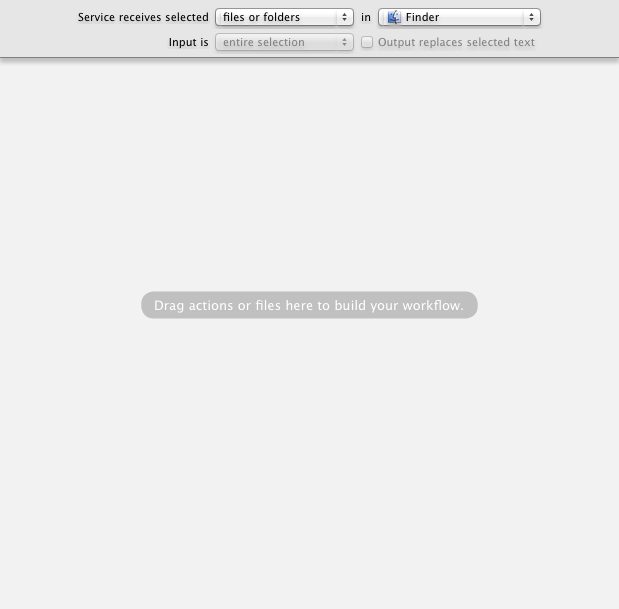 Service receives selected files or folders in Finder
Input is entire selection Output replaces selected text
Drag actions or files here to build your workflow.